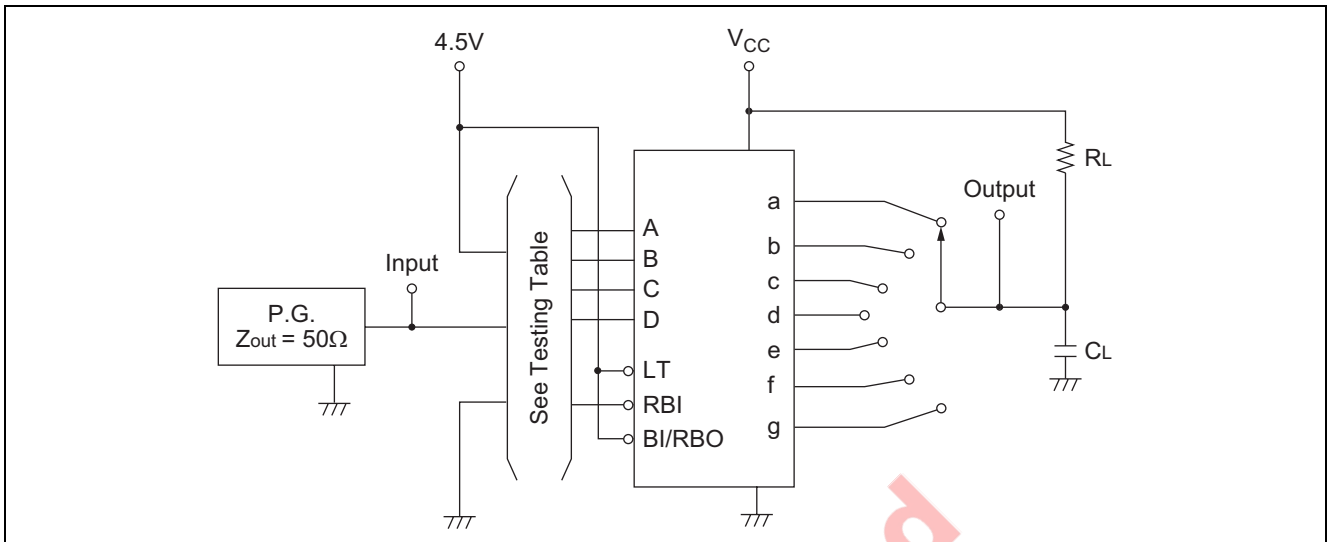 4.5V
VCC
RL
Output
a
b
c
d
e
f
g
CL
Input
P.G.
Zout = 50Ω
See Testing Table
A
B
C
D
LT
RBI
BI/RBO
d